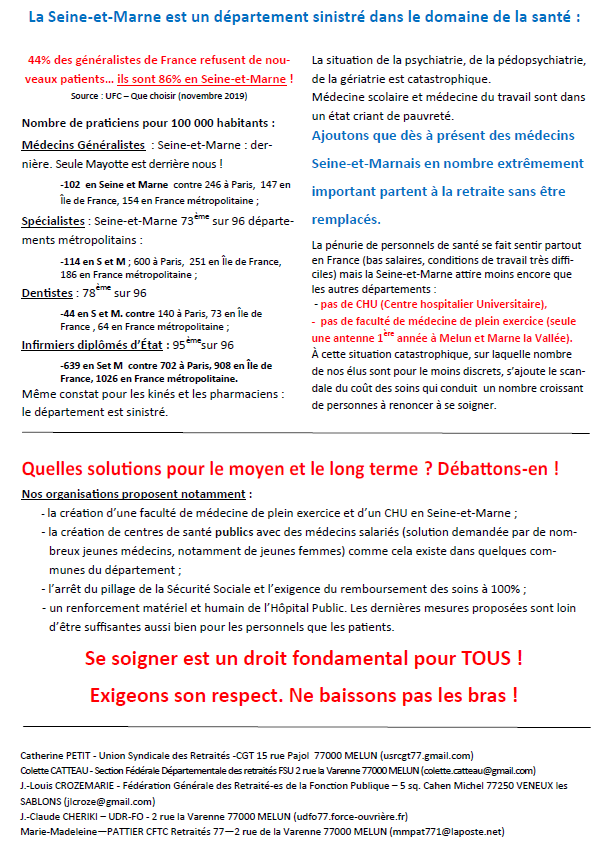 La Seine-et-Marne est un département sinistré dans le domaine de la santé :
44% des généralistes de France refusent de nou-
veaux patients... ils sont 86% en Seine-et-Marne !
Source : UFC – Que choisir (novembre 2019)
Nombre de praticiens pour 100 000 habitants :
Médecins Généralistes : Seine-et-Marne : der-
nière. Seule Mayotte est derrière nous !
-102 en Seine et Marne contre 246 à Paris, 147 en
Île de France, 154 en France métropolitaine ;
Spécialistes : Seine-et-Marne 73ème sur 96 départe-
ments métropolitains :
-114 en S et M ; 600 à Paris, 251 en Île de France,
186 en France métropolitaine ;
Dentistes : 78ème sur 96
-44 en S et M. contre 140 à Paris, 73 en Île de
France , 64 en France métropolitaine ;
Infirmiers diplômés d'État : 95ème sur 96
-639 en Set M contre 702 à Paris, 908 en Île de
France, 1026 en France métropolitaine.
Même constat pour les kinés et les pharmaciens :
le département est sinistré.
La situation de la psychiatrie, de la pédopsychiatrie,
de la gériatrie est catastrophique.
Médecine scolaire et médecine du travail sont dans
un état criant de pauvreté.
Ajoutons que dès à présent des médecins
Seine-et-Marnais en nombre extrêmement
important partent à la retraite sans être
remplacés.
La pénurie de personnels de santé se fait sentir partout
en France (bas salaires, conditions de travail très diffi-
ciles) mais la Seine-et-Marne attire moins encore que
les autres départements :
- pas de CHU (Centre hospitalier Universitaire),
- pas de faculté de médecine de plein exercice (seule
une antenne 1ère année à Melun et Marne la Vallée).
À cette situation catastrophique, sur laquelle nombre
de nos élus sont pour le moins discrets, s'ajoute le scan-
dale du coût des soins qui conduit un nombre croissant
de personnes à renoncer à se soigner.
Quelles solutions pour le moyen et le long terme ? Débattons-en !
Nos organisations proposent notamment :
- la création d'une faculté de médecine de plein exercice et d'un CHU en Seine-et-Marne ;
- la création de centres de santé publics avec des médecins salariés (solution demandée par de nom-
breux jeunes médecins, notamment de jeunes femmes) comme cela existe dans quelques com-
munes du département ;
- l'arrêt du pillage de la Sécurité Sociale et l'exigence du remboursement des soins à 100% ;
- un renforcement matériel et humain de l'Hôpital Public. Les dernières mesures proposées sont loin
d'être suffisantes aussi bien pour les personnels que les patients.
Se soigner est un droit fondamental pour TOUS !
Exigeons son respect. Ne baissons pas les bras !
Catherine PETIT - Union Syndicale des Retraités -CGT 15 rue Pajol 77000 MELUN (usrcgt77.gmail.com)
Colette CATTEAU - Section Fédérale Départementale des retraités FSU 2 rue la Varenne 77000 MELUN (colette.catteau@gmail.com)
J.-Louis CROZEMARIE - Fédération Générale des Retraité-es de la Fonction Publique – 5 sq. Cahen Michel 77250 VENEUX les
SABLONS (jlcroze@gmail.com)
J.-Claude CHERIKI – UDR-FO - 2 rue la Varenne 77000 MELUN (udfo77.force-ouvrière.fr)
Marie-Madeleine—PATTIER CFTC Retraités 77—2 rue de la Varenne 77000 MELUN (mmpat771@laposte.net)